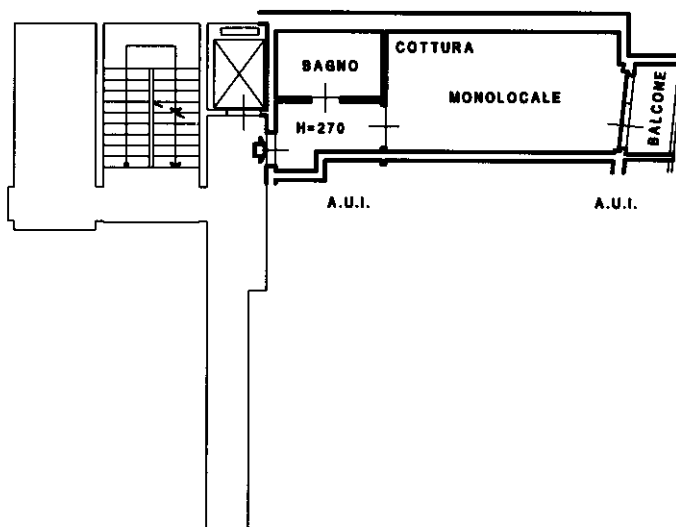 COTTURA
BAGNO
MONOLOCALE
BALCONE
H=270
A.U.I.
A.U.I.